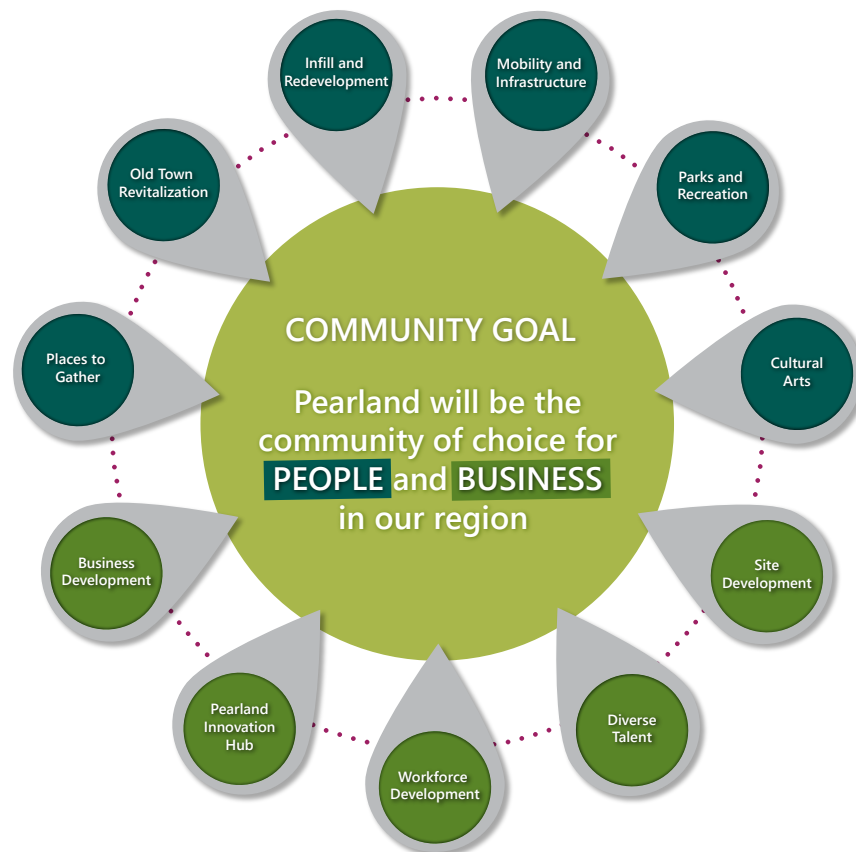 Infill and
Redevelopment
Mobility and
Infrastructure
Old Town
Revitalization
Parks and
Recreation
Places to
Gather
Cultural
Arts
COMMUNITY GOAL
Pearland will be the
community of choice for
PEOPLE and BUSINESS
in our region
Business
Development
Site
Development
Pearland
Innovation
Hub
Diverse
Talent
Workforce
Development